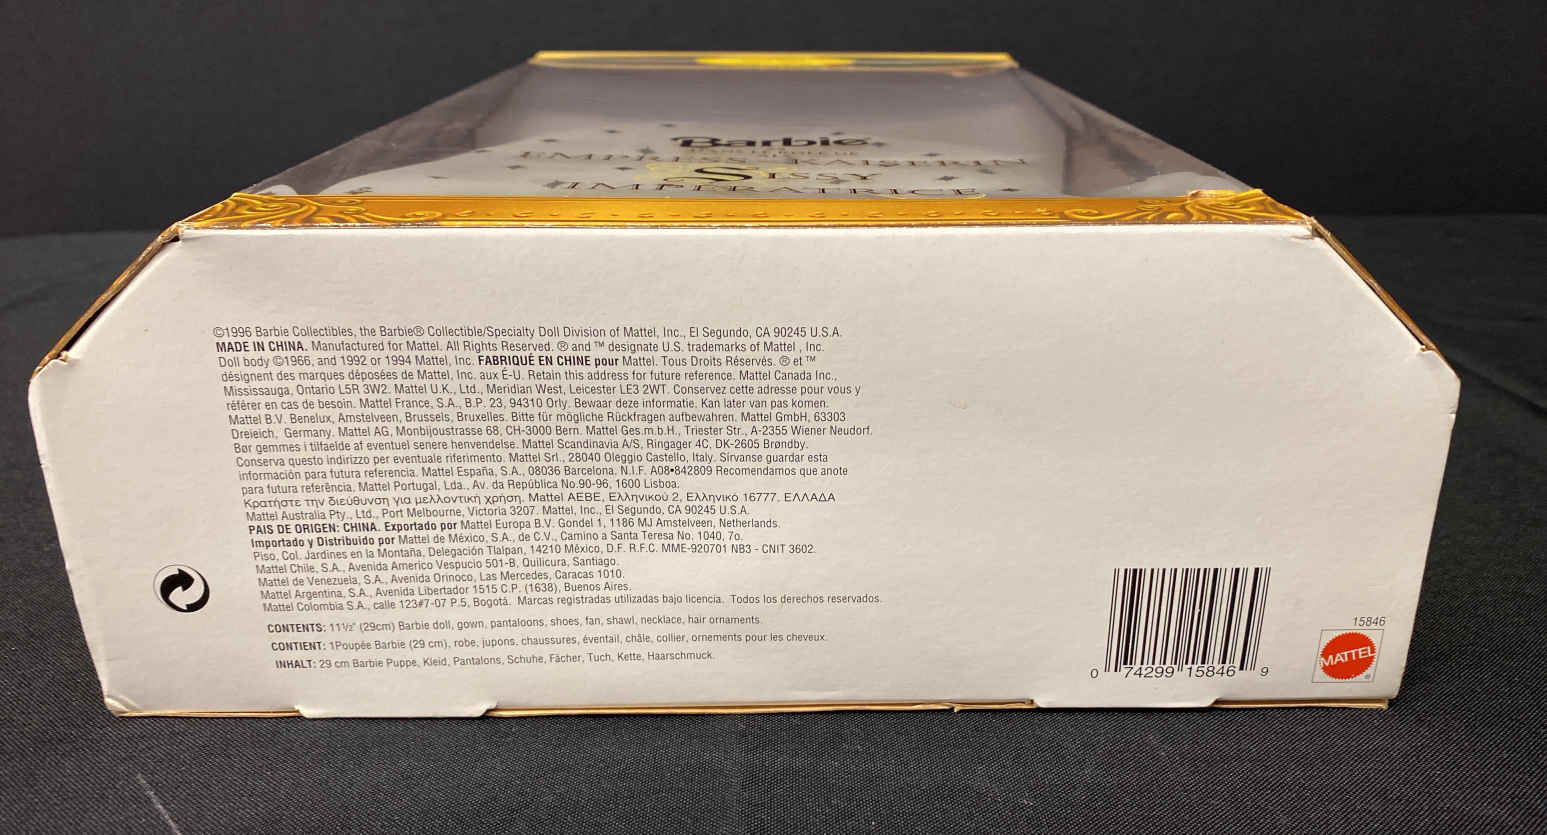 Barbie
EMPRESS KAISERIN
SISSY
IMPERATRICE
©1996 Barbie Collectibles, the Barbie® Collectible/Specialty Doll Division of Mattel, Inc., El Segundo, CA 90245 U.S.A.
MADE IN CHINA. Manufactured for Mattel. All Rights Reserved. ® and ™ designate U.S. trademarks of Mattel , Inc.
Doll body ©1966, and 1992 or 1994 Mattel, Inc. FABRIQUÉ EN CHINE pour Mattel. Tous Droits Réservés. ® et ™
désignent des marques déposées de Mattel, Inc. aux É-U. Retain this address for future reference. Mattel Canada Inc.,
Mississauga, Ontario L5R 3W2. Mattel U.K., Ltd., Meridian West, Leicester LE3 2WT. Conservez cette adresse pour vous y
référer en cas de besoin. Mattel France, S.A., B.P. 23, 94310 Orly. Bewaar deze informatie. Kan later van pas komen.
Mattel B.V. Benelux, Amstelveen, Brussels, Bruxelles. Bitte für mögliche Rückfragen aufbewahren. Mattel GmbH, 63303
Dreieich, Germany. Mattel AG, Monbijoustrasse 68, CH-3000 Bern. Mattel Ges.m.b.H., Triester Str., A-2355 Wiener Neudorf.
Bør gemmes i tilfaelde af eventuel senere henvendelse. Mattel Scandinavia A/S, Ringager 4C, DK-2605 Brøndby.
Conserva questo indirizzo per eventuale riferimento. Mattel Srl., 28040 Oleggio Castello, Italy. Sírvanse guardar esta
información para futura referencia. Mattel España, S.A., 08036 Barcelona. N.I.F. A08•842809 Recomendamos que anote
para futura referência. Mattel Portugal, Lda., Av. da República No.90-96, 1600 Lisboa.
Κρατήστε την διεύθυνση για μελλοντική χρήση. Mattel AEBE, Ελληνικού 2, Ελληνικό 16777. ΕΛΛΑΔΑ
Mattel Australia Pty., Ltd., Port Melbourne, Victoria 3207. Mattel, Inc., El Segundo, CA 90245 U.S.A.
PAIS DE ORIGEN: CHINA. Exportado por Mattel Europa B.V. Gondel 1, 1186 MJ Amstelveen, Netherlands.
Importado y Distribuido por Mattel de México, S.A., de C.V., Camino a Santa Teresa No. 1040, 7o.
Piso, Col. Jardines en la Montaña, Delegación Tlalpan, 14210 México, D.F. R.F.C. MME-920701 NB3 - CNIT 3602.
Mattel Chile, S.A., Avenida Americo Vespucio 501-B, Quilicura, Santiago.
Mattel de Venezuela, S.A., Avenida Orinoco, Las Mercedes, Caracas 1010.
Mattel Argentina, S.A., Avenida Libertador 1515 C.P. (1638), Buenos Aires.
Mattel Colombia S.A., calle 123#7-07 P.5, Bogotá. Marcas registradas utilizadas bajo licencia. Todos los derechos reservados.
CONTENTS: 11½" (29cm) Barbie doll, gown, pantaloons, shoes, fan, shawl, necklace, hair ornaments.
CONTIENT: 1Poupée Barbie (29 cm), robe, jupons, chaussures, éventail, châle, collier, ornements pour les cheveux.
INHALT: 29 cm Barbie Puppe, Kleid, Pantalons, Schuhe, Fächer, Tuch, Kette, Haarschmuck.
0 74299 15846 9
15846
MATTEL
®